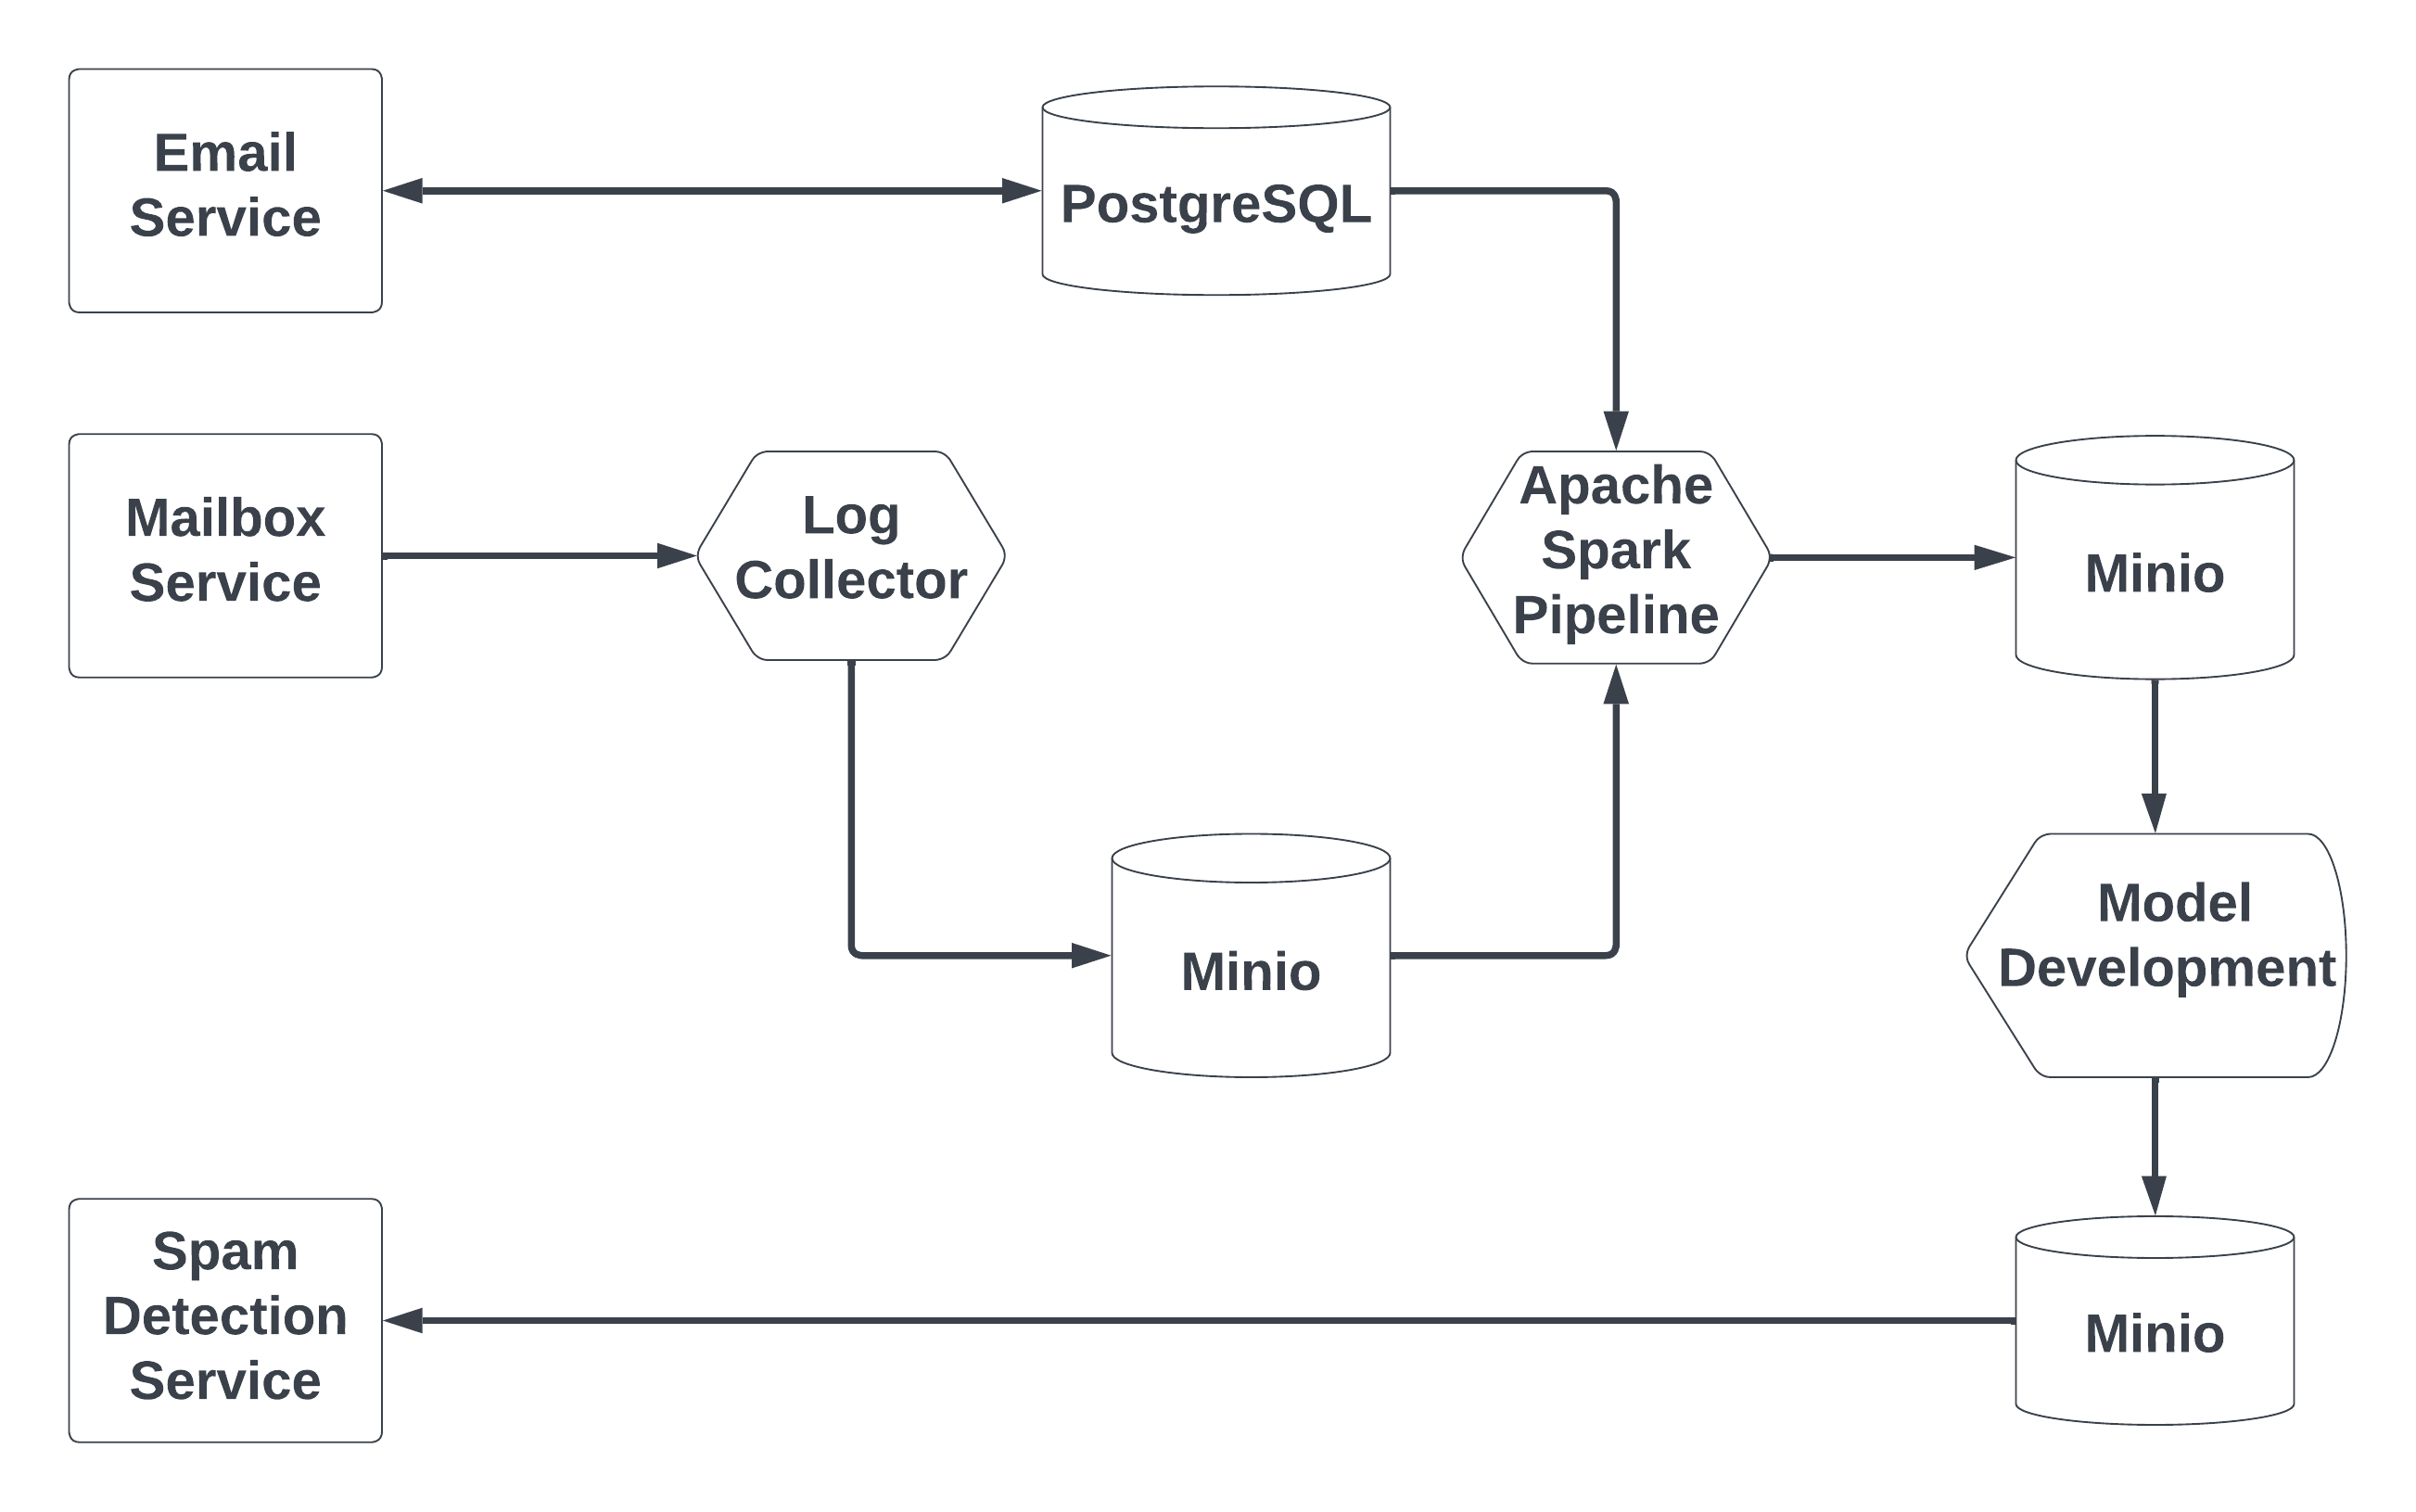 Email
Service
PostgreSQL
Mailbox
Service
Log
Collector
Apache
Spark
Pipeline
Minio
Minio
Model
Development
Spam
Detection
Service
Minio